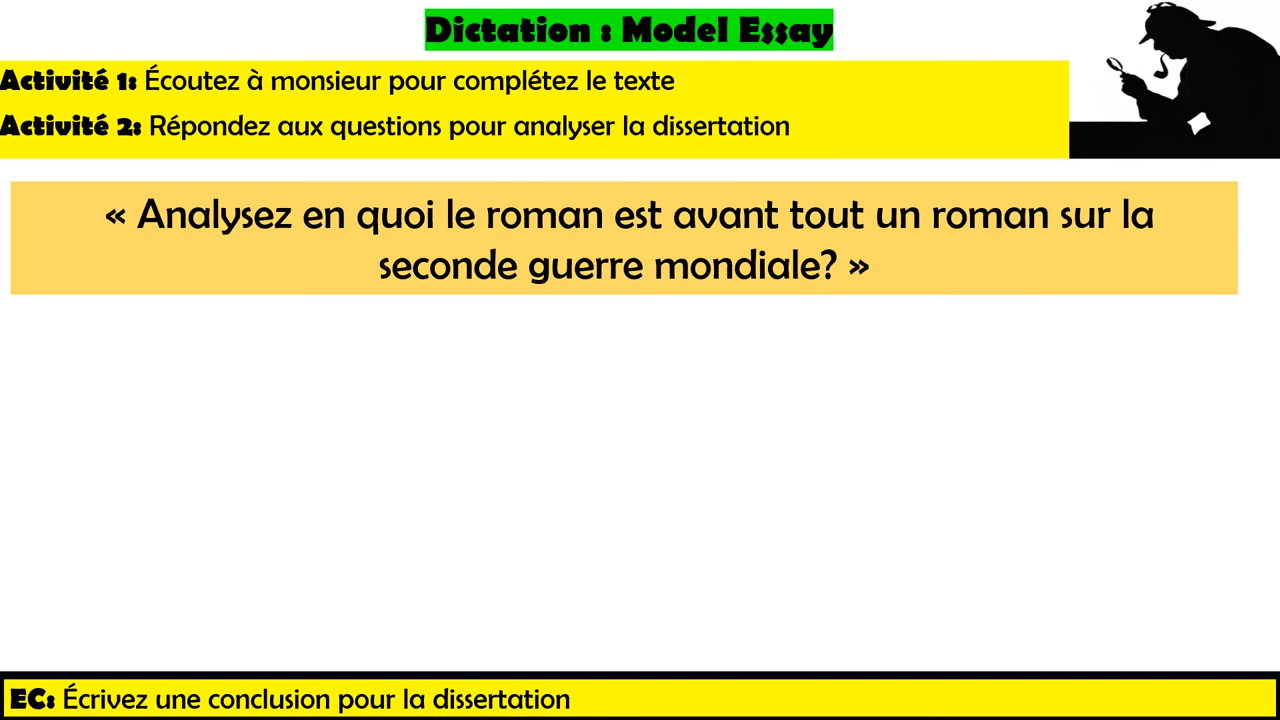 Dictation : Model Essay
Activité 1: Écoutez à monsieur pour complétez le texte
Activité 2: Répondez aux questions pour analyser la dissertation
« Analysez en quoi le roman est avant tout un roman sur la
seconde guerre mondiale? »
EC: Écrivez une conclusion pour la dissertation